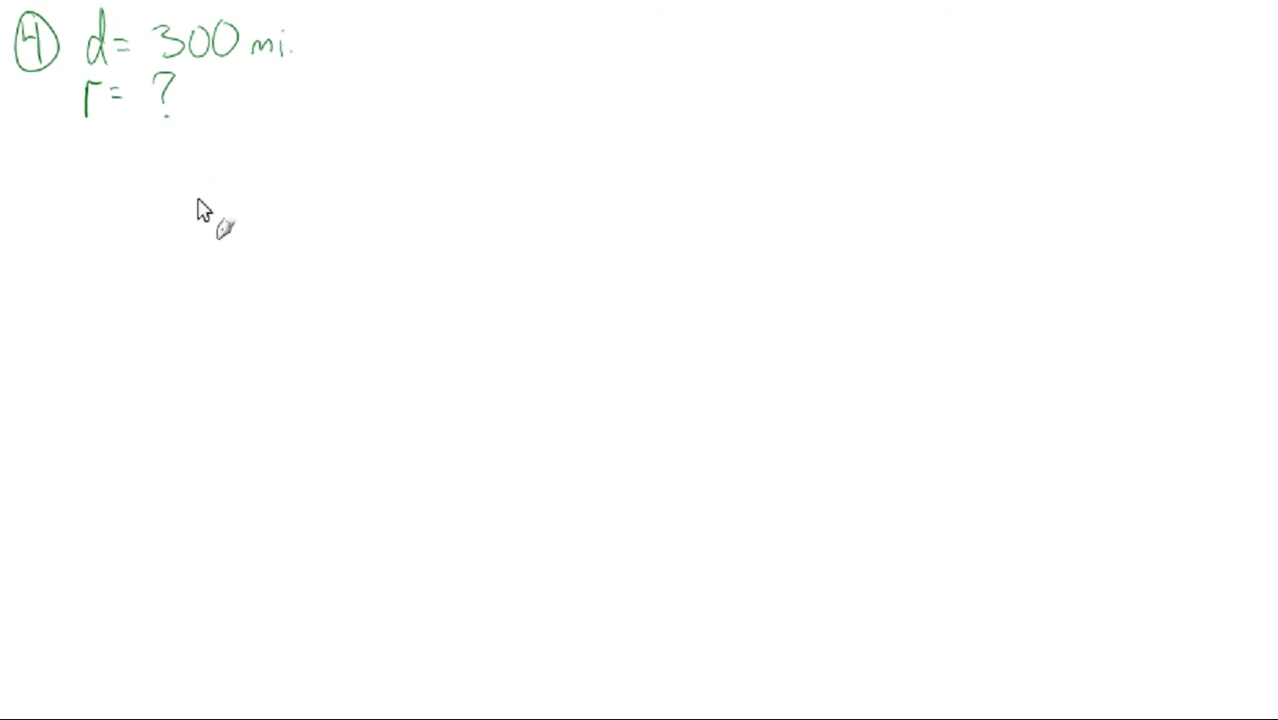 ④ d= 300 mi.
r= ?